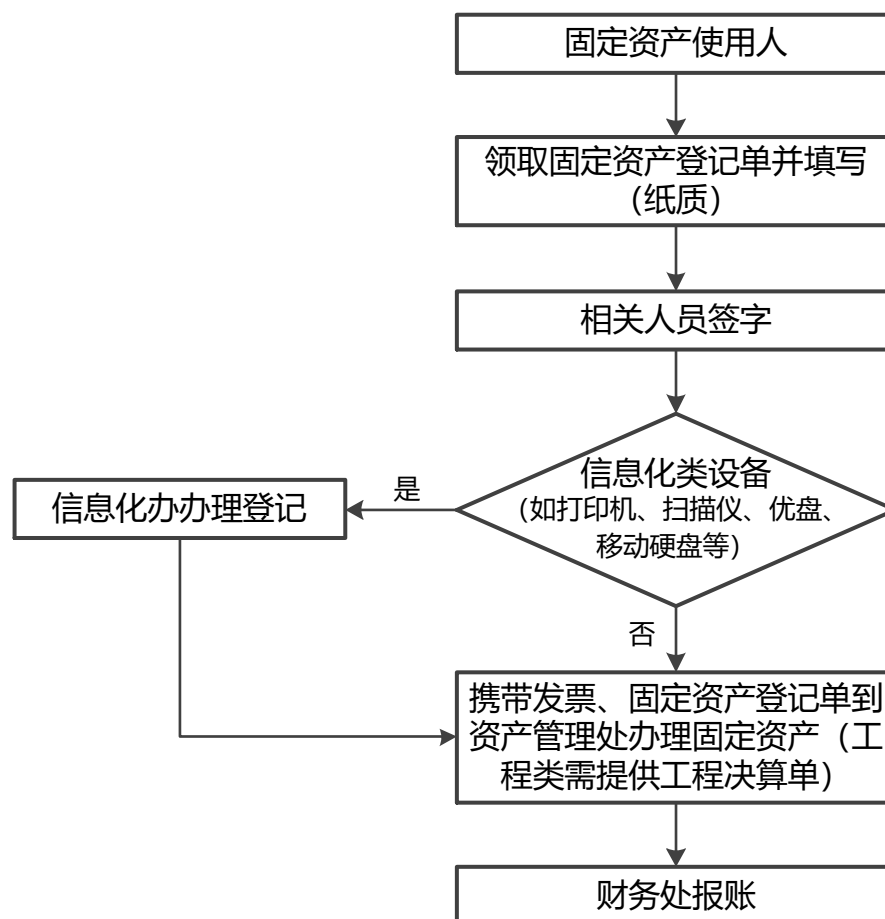 固定资产使用人
领取固定资产登记单并填写
（纸质）
相关人员签字
信息化类设备
（如打印机、扫描仪、优盘、
移动硬盘等）
是
信息化办办理登记
否
携带发票、固定资产登记单到
资产管理处办理固定资产（工
程类需提供工程决算单）
财务处报账